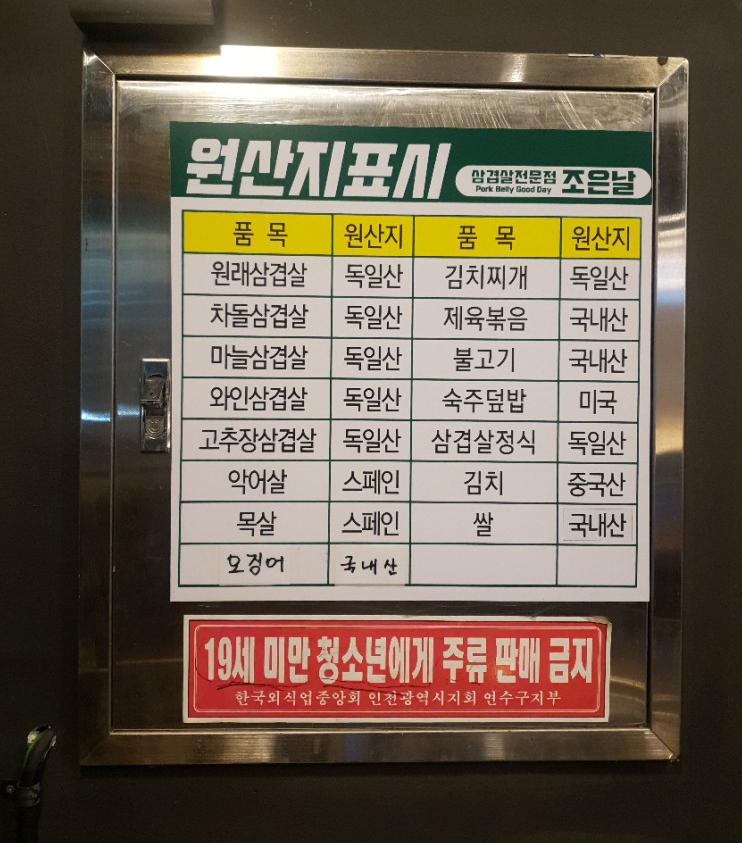 원산지표시
삼겹살전문점 조은날
Pork Belly Good Day
품 목 원산지 품 목 원산지
원래삼겹살 독일산 김치찌개 독일산
차돌삼겹살 독일산 제육볶음 국내산
마늘삼겹살 독일산 불고기 국내산
와인삼겹살 독일산 숙주덮밥 미국
고추장삼겹살 독일산 삼겹살정식 독일산
악어살 스페인 김치 중국산
목살 스페인 쌀 국내산
오징어 국내산
19세 미만 청소년에게 주류 판매 금지
한국외식업중앙회 인천광역시지회 연수구지부